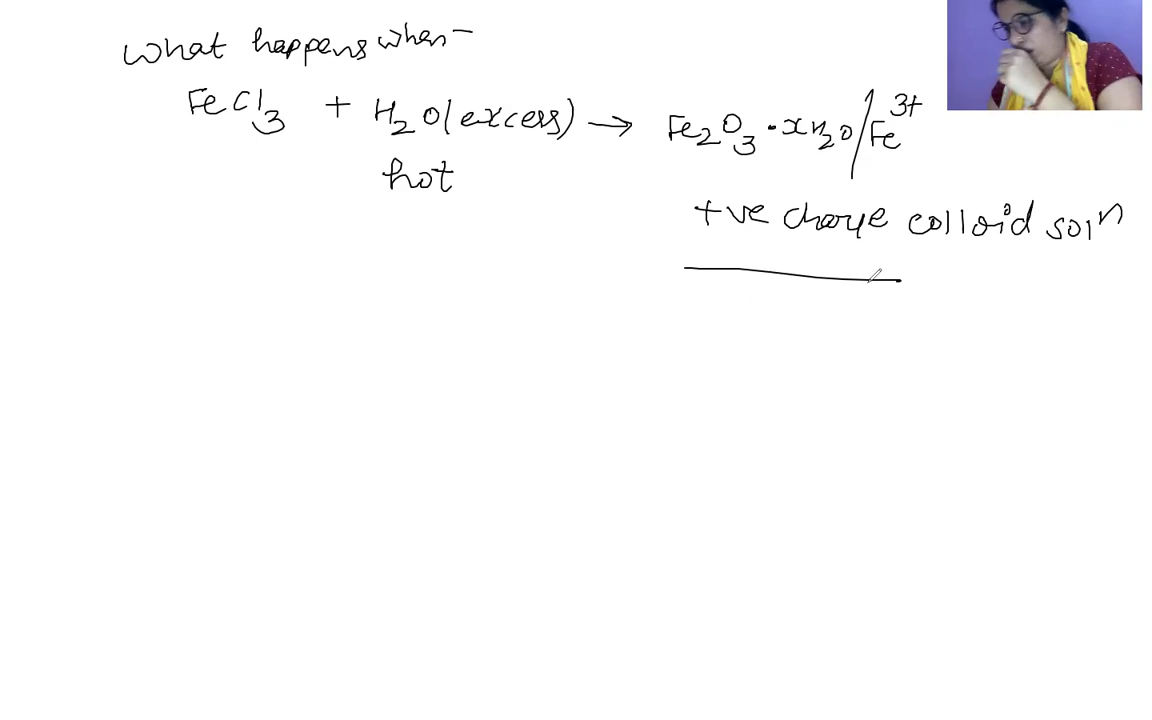 What happens when-
FeCl3 + H2O(excess) → Fe2O3·xH2O/Fe3+
hot
+ve charge colloid soln